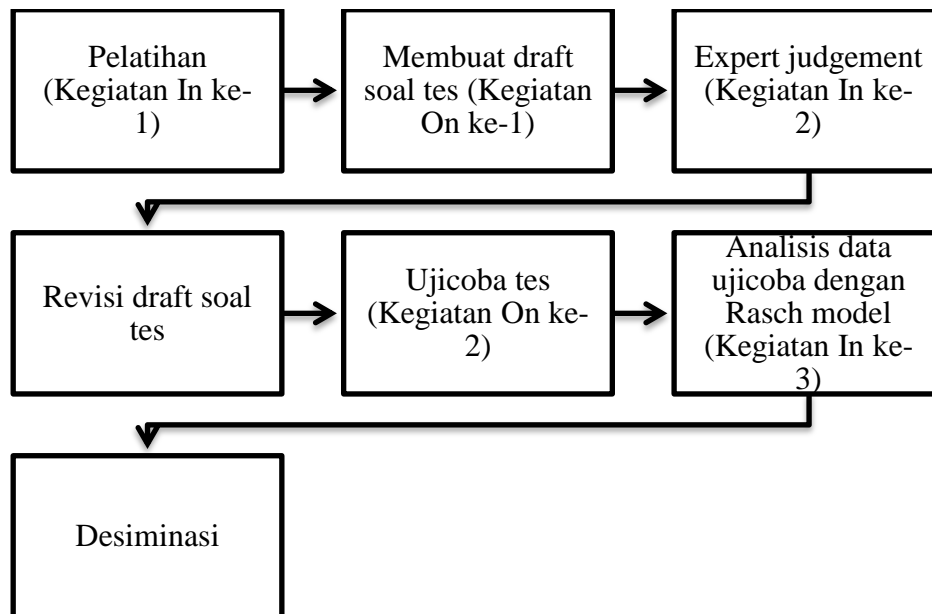 Pelatihan
(Kegiatan In ke-
1)
Membuat draft
soal tes (Kegiatan
On ke-1)
Expert judgement
(Kegiatan In ke-
2)
Revisi draft soal
tes
Ujicoba tes
(Kegiatan On ke-
2)
Analisis data
ujicoba dengan
Rasch model
(Kegiatan In ke-
3)
Desiminasi